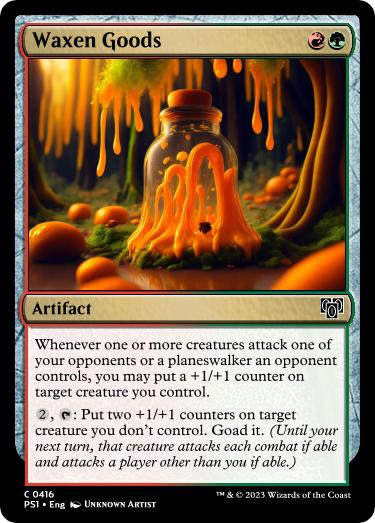 Waxen Goods
Artifact
Whenever one or more creatures attack one of
your opponents or a planeswalker an opponent
controls, you may put a +1/+1 counter on
target creature you control.
2, : Put two +1/+1 counters on target
creature you don't control. Goad it. (Until your
next turn, that creature attacks each combat if able
and attacks a player other than you if able.)
C 0416
PS1 • Eng Unknown Artist
™ & © 2023 Wizards of the Coast